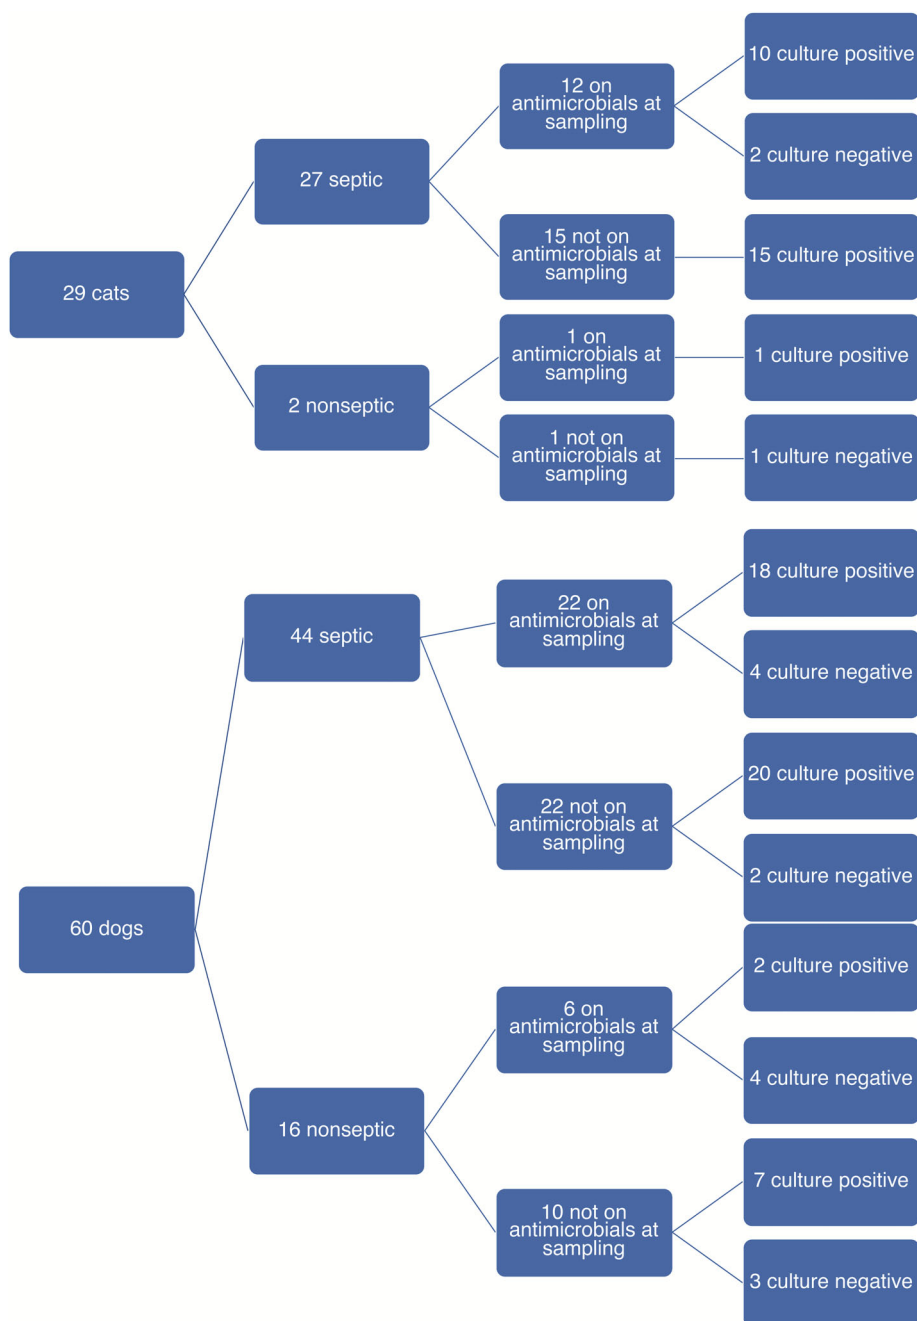 29 cats
27 septic
12 on
antimicrobials at
sampling
10 culture positive
2 culture negative
15 not on
antimicrobials at
sampling
15 culture positive
2 nonseptic
1 on
antimicrobials at
sampling
1 culture positive
1 not on
antimicrobials at
sampling
1 culture negative
60 dogs
44 septic
22 on
antimicrobials at
sampling
18 culture positive
4 culture negative
22 not on
antimicrobials at
sampling
20 culture positive
2 culture negative
16 nonseptic
6 on
antimicrobials at
sampling
2 culture positive
4 culture negative
10 not on
antimicrobials at
sampling
7 culture positive
3 culture negative